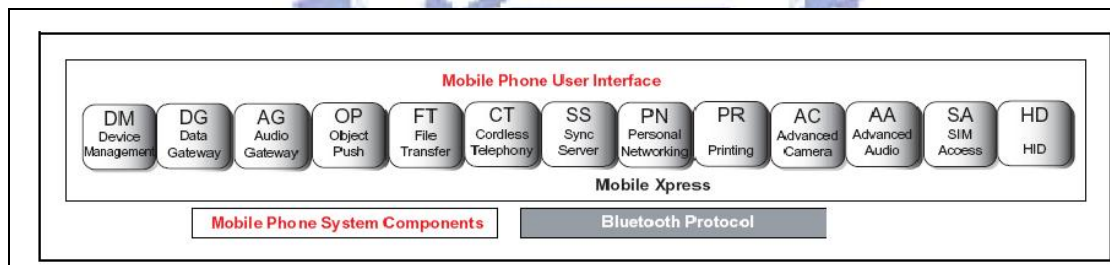 Mobile Phone User Interface
DM DG AG OP FT CT SS PN PR AC AA SA HD
Device Data Audio Object File Cordless Sync Personal Printing Advanced Advanced SIM HID
Management Gateway Gateway Push Transfer Telephony Server Networking Camera Audio Access
Mobile Xpress
Mobile Phone System Components
Bluetooth Protocol